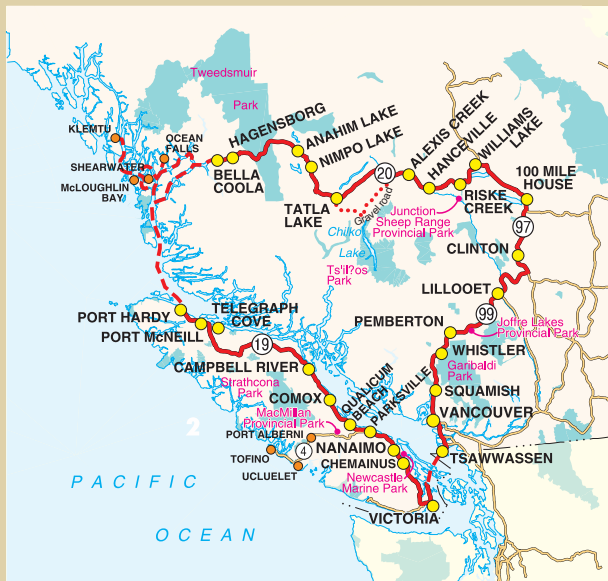 Tweedsmuir
Park
KLEMTU
OCEAN
FALLS
HAGENSBORG
ANAHIM LAKE
NIMPO LAKE
ALEXIS CREEK
HANCEVILLE
WILLIAMS
LAKE
SHEARWATER
McLOUGHLIN
BAY
BELLA
COOLA
20
100 MILE
HOUSE
TATLA
LAKE
Gravel road
RISKE
CREEK
Junction
Sheep Range
Provincial Park
97
Chilko
Lake
CLINTON
Ts'il?os
Park
LILLOOET
PORT HARDY
TELEGRAPH
COVE
PORT McNEILL
99
PEMBERTON
Joffre Lakes
Provincial Park
19
WHISTLER
CAMPBELL RIVER
Garibaldi
Park
Strathcona
Park
SQUAMISH
COMOX
QUALICUM
BEACH
PARKSVILLE
MacMillan
Provincial Park
VANCOUVER
2
PORT ALBERNI
4
NANAIMO
TSAWWASSEN
TOFINO
CHEMAINUS
UCLUELET
Newcastle
Marine Park
PACIFIC
VICTORIA
OCEAN